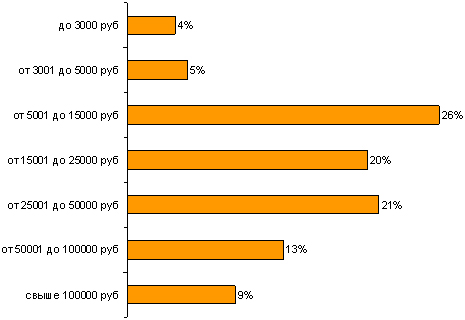 до 3000 руб 4%
от 3001 до 5000 руб 5%
от 5001 до 15000 руб 26%
от 15001 до 25000 руб 20%
от 25001 до 50000 руб 21%
от 50001 до 100000 руб 13%
свыше 100000 руб 9%